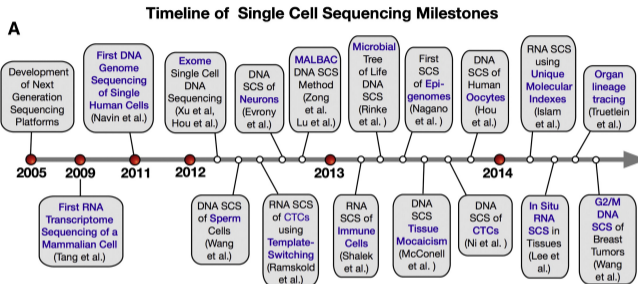 Timeline of Single Cell Sequencing Milestones
A
Development
of Next
Generation
Sequencing
Platforms
First DNA
Genome
Sequencing
of Single
Human Cells
(Navin et al.)
Exome
Single Cell
DNA
Sequencing
(Xu et al,
Hou et al.)
DNA
SCS of
Neurons
(Evrony
et al.)
MALBAC
DNA SCS
Method
(Zong
et al.
Lu et al.)
Microbial
Tree
of Life
DNA
SCS
(Rinke
et al.)
First
SCS
of Epi-
genomes
(Nagano
et al. )
DNA
SCS of
Human
Oocytes
(Hou
et al.)
RNA SCS
using
Unique
Molecular
Indexes
(Islam
et al.)
Organ
lineage
tracing)
(Truetlein
et al.)
2005
2009
2011
2012
2013
2014
First RNA
Transcriptome
Sequencing of a
Mammalian Cell
(Tang et al.)
DNA SCS
of Sperm
Cells
(Wang
et al.)
RNA SCS
of CTCs
using
Template-
Switching
(Ramskold
et al.)
RNA
SCS of
Immune
Cells
(Shalek
et al.)
DNA
SCS
Tissue
Mocaicism
(McConell
et al. )
DNA
SCS of
CTCs
(Ni et al. )
In Situ
RNA
SCS in
Tissues
(Lee et
al.)
G2/M
DNA
SCS of
Breast
Tumors
(Wang
et al.)